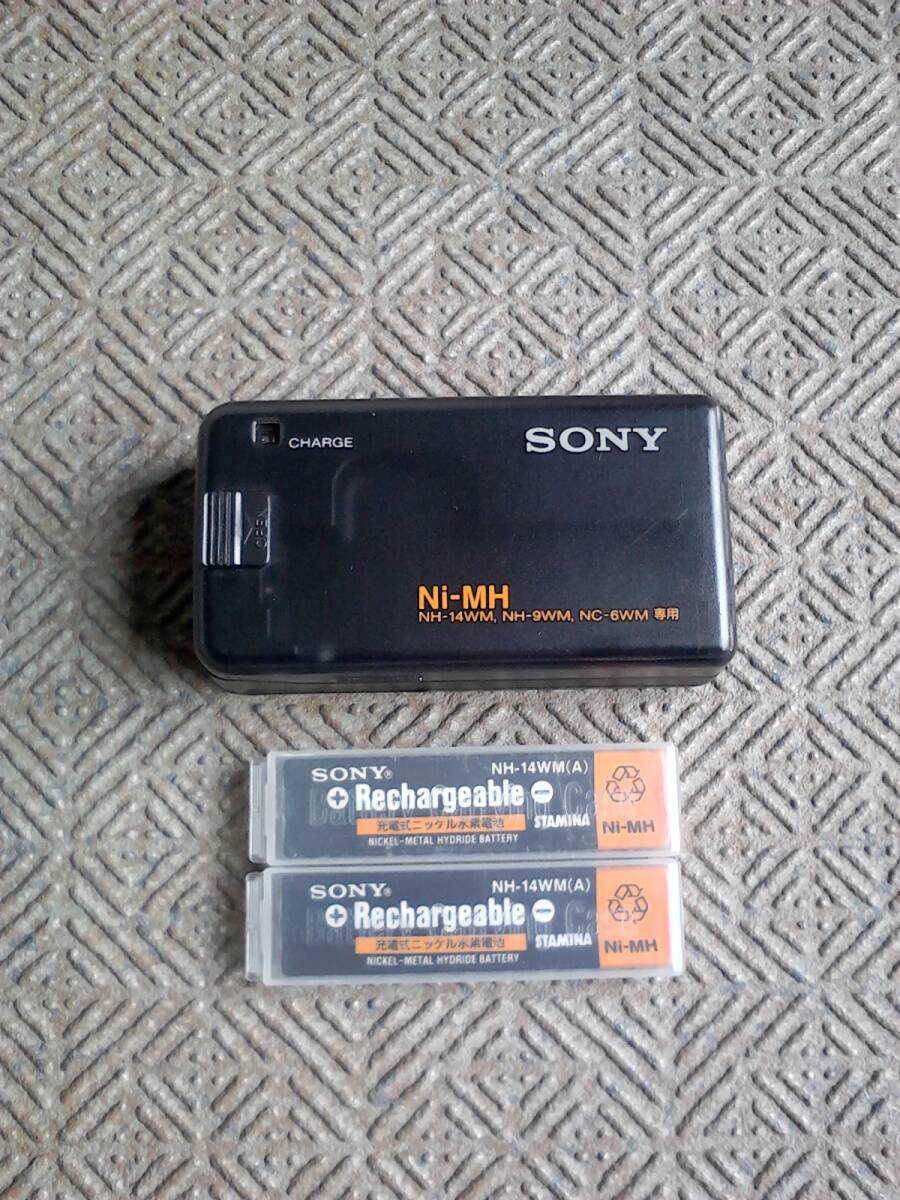 CHARGE
SONY
OPEN
Ni-MH
NH-14WM, NH-9WM, NC-6WM 専用
SONY®
NH-14WM(A)
+ Rechargeable −
充電式ニッケル水素電池
STAMINA
NICKEL-METAL HYDRIDE BATTERY
Ni-MH
SONY®
NH-14WM(A)
+ Rechargeable −
充電式ニッケル水素電池
STAMINA
NICKEL-METAL HYDRIDE BATTERY
Ni-MH